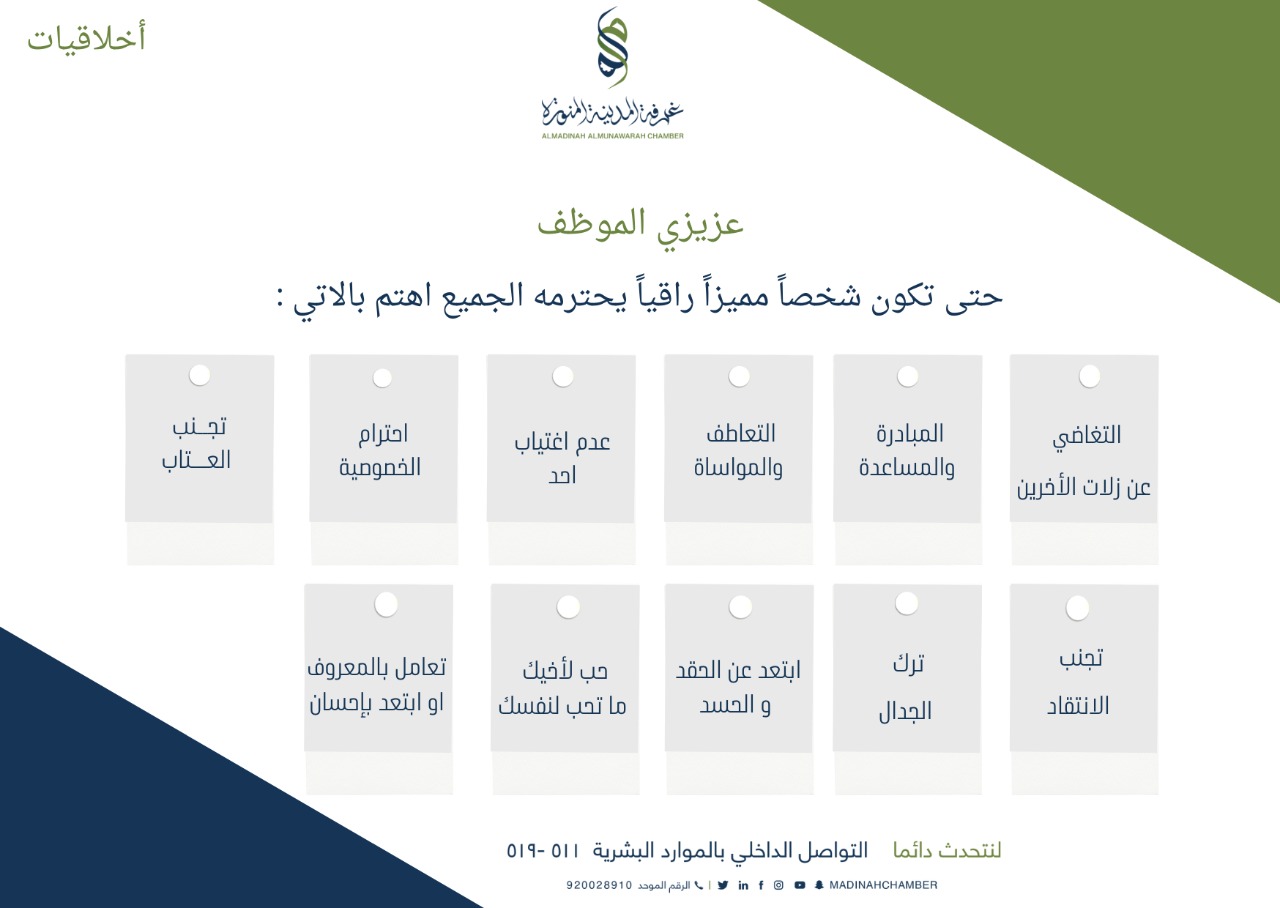 أخلاقيات
غرفة المدينة المنورة
ALMADINAH ALMUNAWARAH CHAMBER
عزيزي الموظف
حتى تكون شخصاً مميزاً راقياً يحترمه الجميع اهتم بالاتي :
التغاضي
عن زلات الأخرين
المبادرة
والمساعدة
التعاطف
والمواساة
عدم اغتياب
احد
احترام
الخصوصية
تجـــنب
العـــتاب
تجنب
الانتقاد
ترك
الجدال
ابتعد عن الحقد
و الحسد
حب لأخيك
ما تحب لنفسك
تعامل بالمعروف
او ابتعد بإحسان
لنتحدث دائما التواصل الداخلي بالموارد البشرية ٥١١ -٥١٩
920028910 الرقم الموحد | MADINAHCHAMBER